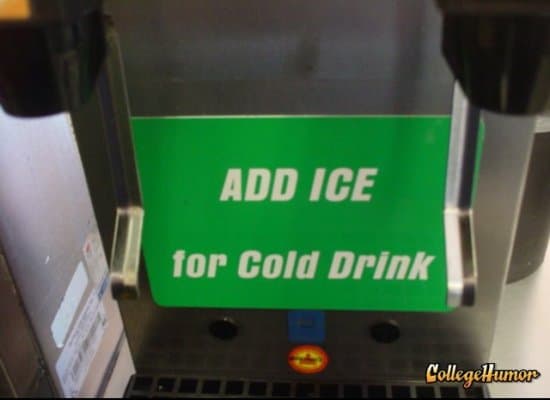 ADD ICE
for Cold Drink
CollegeHumor